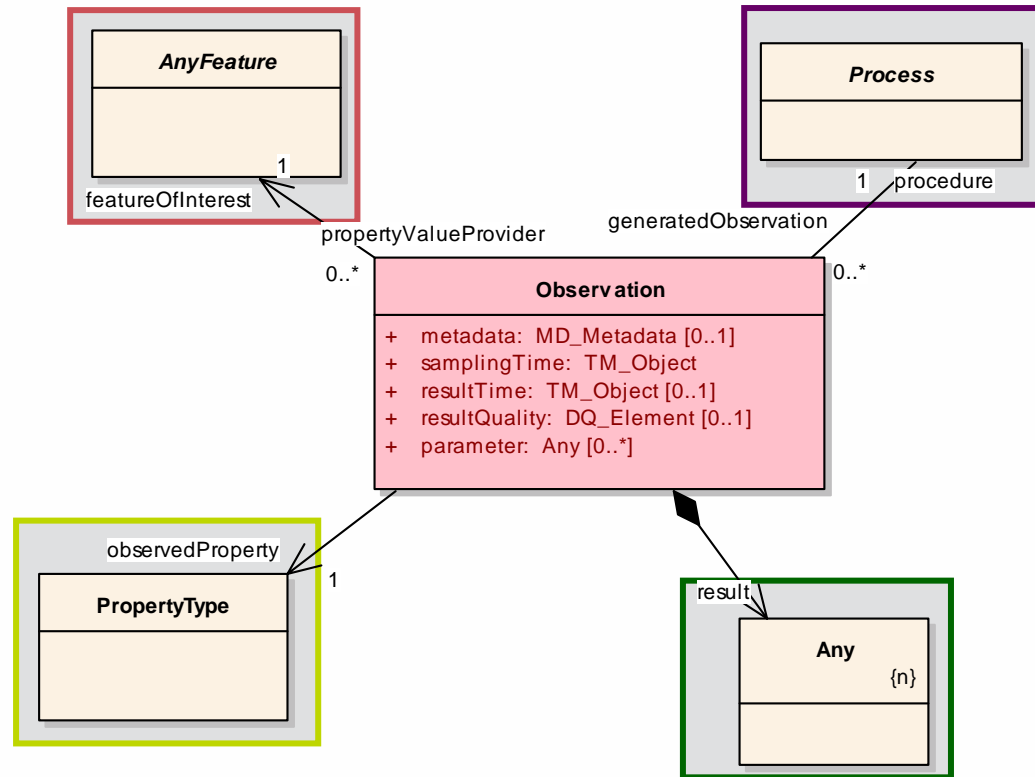 AnyFeature
1
featureOfInterest
Process
1
procedure
propertyValueProvider
0..*
generatedObservation
0..*
Observation
+ metadata: MD_Metadata [0..1]
+ samplingTime: TM_Object
+ resultTime: TM_Object [0..1]
+ resultQuality: DQ_Element [0..1]
+ parameter: Any [0..*]
observedProperty
1
PropertyType
result
Any
{n}